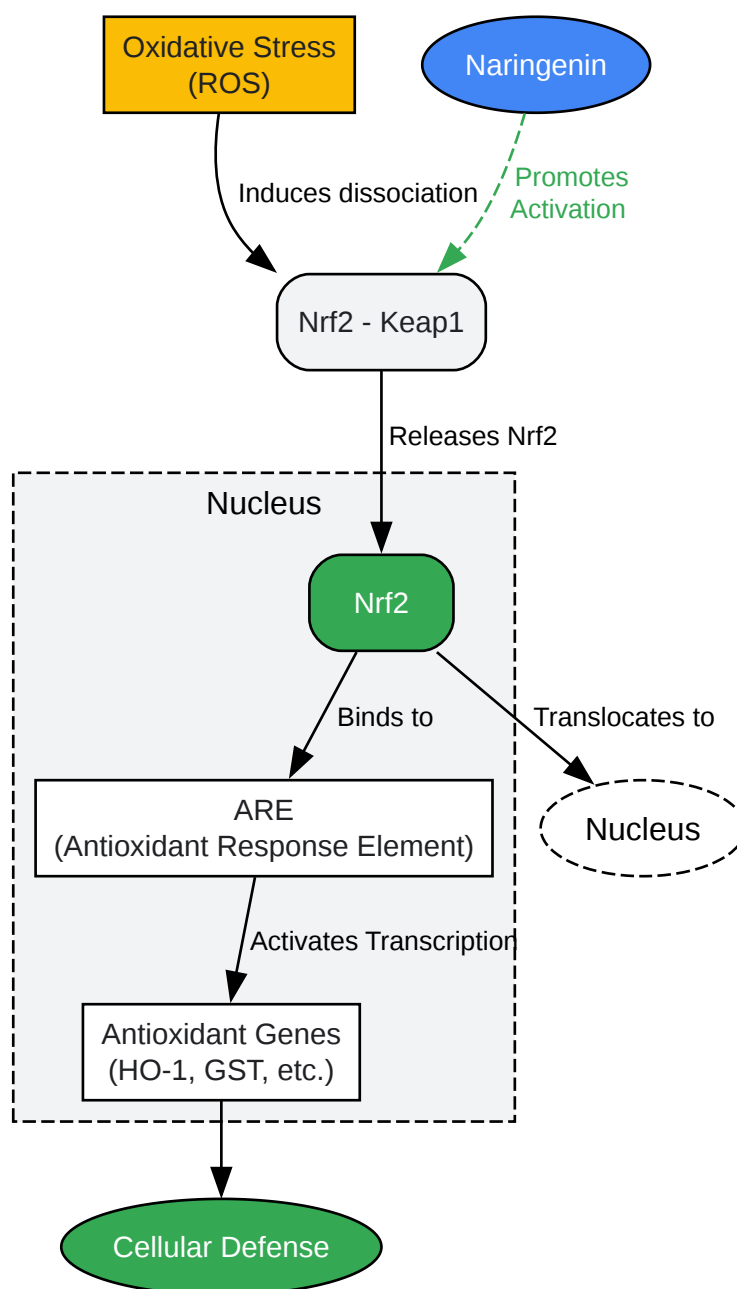 Oxidative Stress
(ROS)
Naringenin
Induces dissociation
Promotes
Activation
Nrf2 - Keap1
Releases Nrf2
Nucleus
Nrf2
Binds to
Translocates to
ARE
(Antioxidant Response Element)
Nucleus
Activates Transcription
Antioxidant Genes
(HO-1, GST, etc.)
Cellular Defense